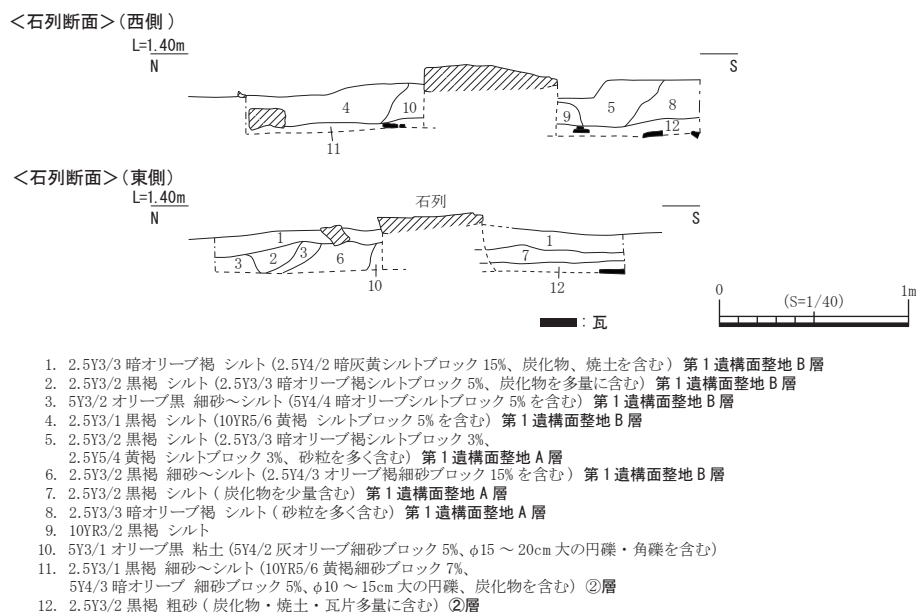 <石列断面>(西側)
L=1.40m
N
S
4
10
9
5
8
12
11
<石列断面>(東側)
L=1.40m
N
石列
S
1
3
2
3
6
1
7
10
12
■:瓦
0
(S=1/40)
1m
1. 2.5Y3/3 暗オリーブ褐 シルト (2.5Y4/2 暗灰黄シルトブロック 15%、炭化物、焼土を含む) 第1遺構面整地 B 層
2. 2.5Y3/2 黒褐 シルト (2.5Y3/3 暗オリーブ褐シルトブロック 5%、炭化物を多量に含む) 第1遺構面整地 B 層
3. 5Y3/2 オリーブ黒 細砂～シルト (5Y4/4 暗オリーブシルトブロック 5% を含む) 第1遺構面整地 B 層
4. 2.5Y3/1 黒褐 シルト (10YR5/6 黄褐 シルトブロック 5% を含む) 第1遺構面整地 B 層
5. 2.5Y3/2 黒褐 シルト (2.5Y3/3 暗オリーブ褐シルトブロック 3%、
2.5Y5/4 黄褐 シルトブロック 3%、砂粒を多く含む) 第1遺構面整地 A 層
6. 2.5Y3/2 黒褐 細砂～シルト (2.5Y4/3 オリーブ褐細砂ブロック 15% を含む) 第1遺構面整地 B 層
7. 2.5Y3/2 黒褐 シルト ( 炭化物を少量含む) 第1遺構面整地 A 層
8. 2.5Y3/3 暗オリーブ褐 シルト ( 砂粒を多く含む) 第1遺構面整地 A 層
9. 10YR3/2 黒褐 シルト
10. 5Y3/1 オリーブ黒 粘土 (5Y4/2 灰オリーブ細砂ブロック 5%、φ15 ～ 20cm 大の円礫・角礫を含む)
11. 2.5Y3/1 黒褐 細砂～シルト (10YR5/6 黄褐細砂ブロック 7%、
5Y4/3 暗オリーブ 細砂ブロック 5%、φ10 ～ 15cm 大の円礫、炭化物を含む) ②層
12. 2.5Y3/2 黒褐 粗砂 ( 炭化物・焼土・瓦片多量に含む) ②層